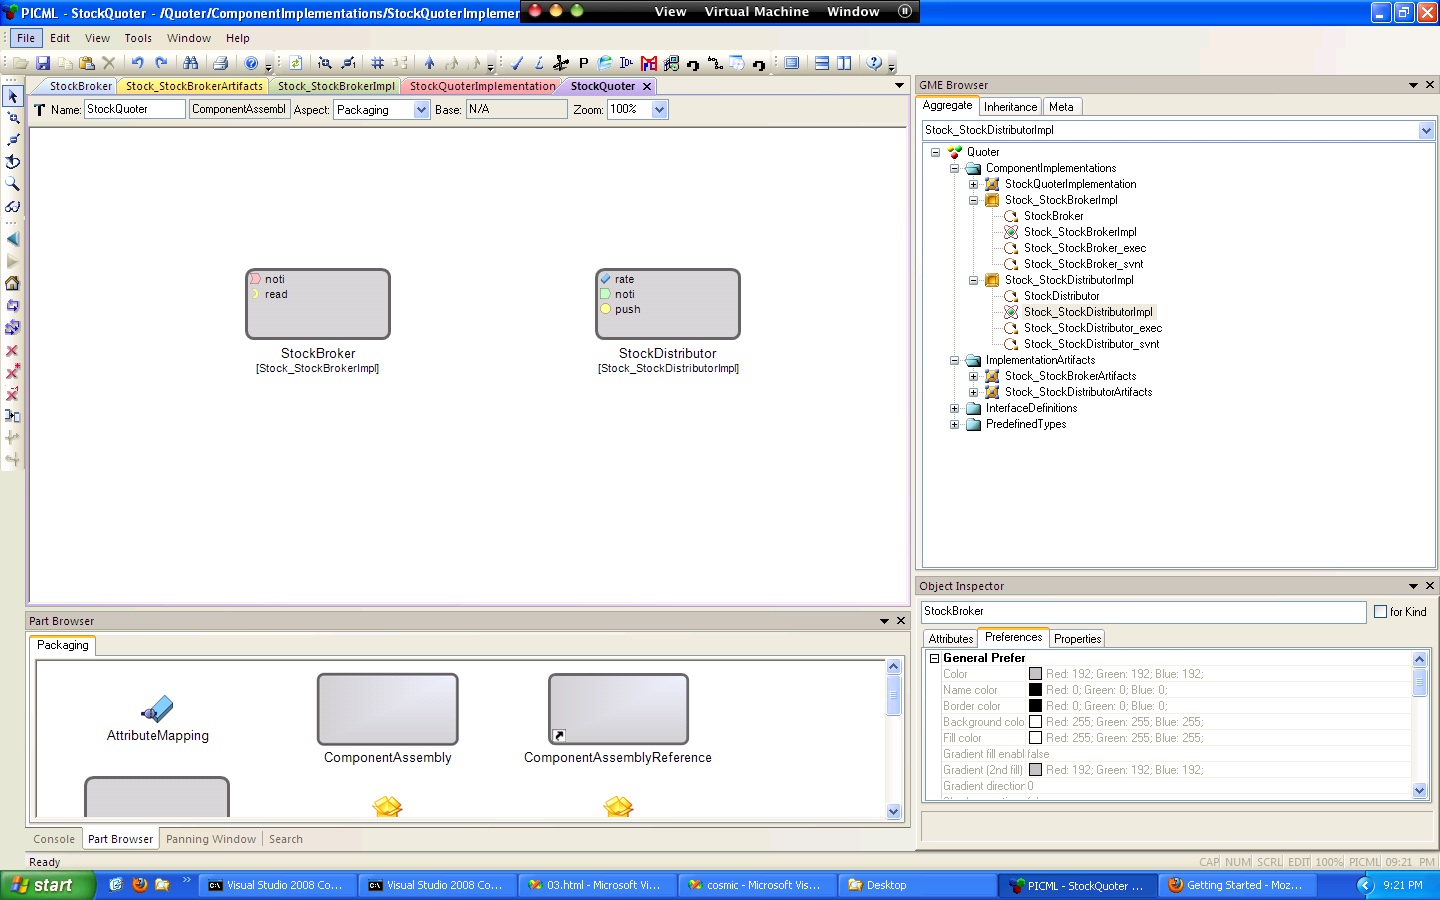 PICML - StockQuoter - /Quoter/ComponentImplementations/StockQuoterImplemer
View Virtual Machine Window
File Edit View Tools Window Help
StockBroker Stock_StockBrokerArtifacts Stock_StockBrokerImpl StockQuoterImplementation StockQuoter
Name: StockQuoter ComponentAssembl Aspect: Packaging Base: N/A Zoom: 100%
noti
read
StockBroker
[Stock_StockBrokerImpl]
rate
noti
push
StockDistributor
[Stock_StockDistributorImpl]
GME Browser
Aggregate Inheritance Meta
Stock_StockDistributorImpl
Quoter
ComponentImplementations
StockQuoterImplementation
Stock_StockBrokerImpl
StockBroker
Stock_StockBrokerImpl
Stock_StockBroker_exec
Stock_StockBroker_svnt
Stock_StockDistributorImpl
StockDistributor
Stock_StockDistributorImpl
Stock_StockDistributor_exec
Stock_StockDistributor_svnt
ImplementationArtifacts
Stock_StockBrokerArtifacts
Stock_StockDistributorArtifacts
InterfaceDefinitions
PredefinedTypes
Object Inspector
StockBroker for Kind
Attributes Preferences Properties
General Prefer
Color Red: 192; Green: 192; Blue: 192;
Name color Red: 0; Green: 0; Blue: 0;
Border color Red: 0; Green: 0; Blue: 0;
Background colo Red: 255; Green: 255; Blue: 255;
Fill color Red: 255; Green: 255; Blue: 255;
Gradient fill enabl false
Gradient (2nd fill) Red: 192; Green: 192; Blue: 192;
Gradient direction 0
Part Browser
Packaging
AttributeMapping
ComponentAssembly
ComponentAssemblyReference
Console Part Browser Panning Window Search
Ready
CAP NUM SCRL EDIT 100% PICML 09:21 PM
start Visual Studio 2008 Co... Visual Studio 2008 Co... 03.html - Microsoft Vi... cosmic - Microsoft Vis... Desktop PICML - StockQuoter ... Getting Started - Moz... 9:21 PM